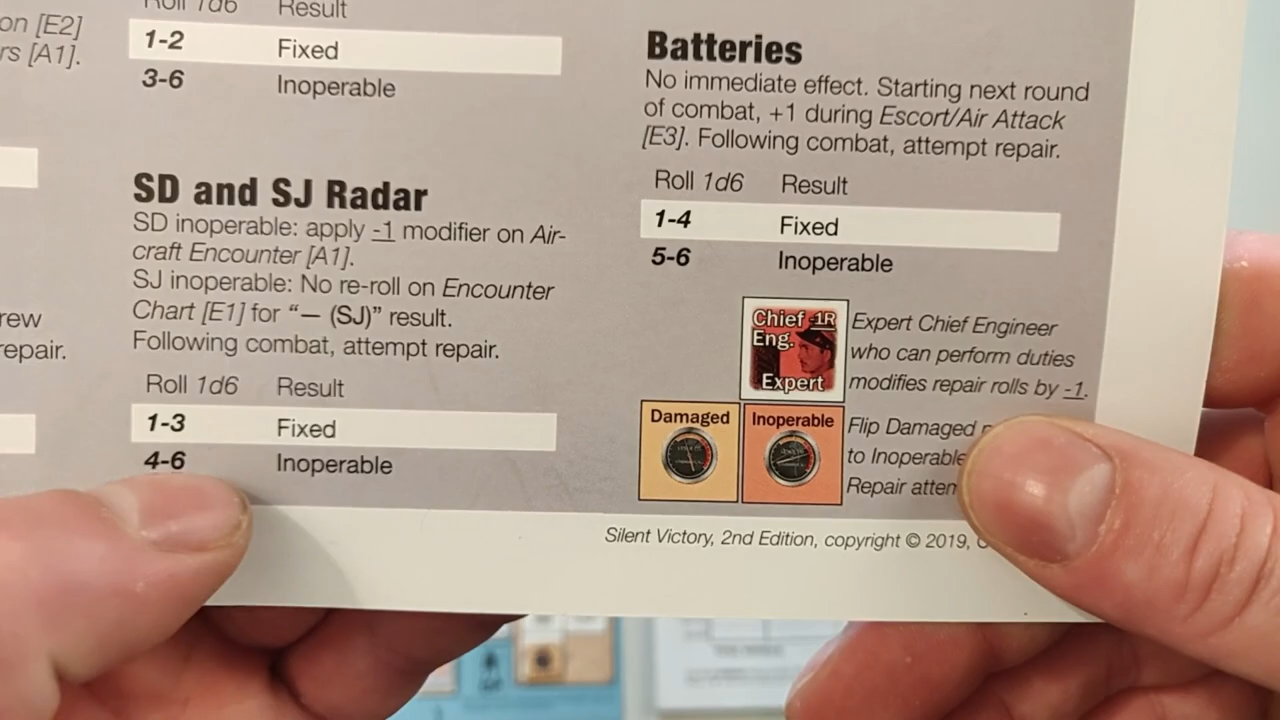 on [E2]
rs [A1].
rew
repair.
Roll 1d6 Result
1-2 Fixed
3-6 Inoperable
SD and SJ Radar
SD inoperable: apply -1 modifier on Air-
craft Encounter [A1].
SJ inoperable: No re-roll on Encounter
Chart [E1] for “— (SJ)” result.
Following combat, attempt repair.
Roll 1d6 Result
1-3 Fixed
4-6 Inoperable
Batteries
No immediate effect. Starting next round
of combat, +1 during Escort/Air Attack
[E3]. Following combat, attempt repair.
Roll 1d6 Result
1-4 Fixed
5-6 Inoperable
Chief -1R
Eng.
Expert
Expert Chief Engineer
who can perform duties
modifies repair rolls by -1.
Damaged
Inoperable
Flip Damaged
to Inoperable
Repair attem
Silent Victory, 2nd Edition, copyright © 2019,